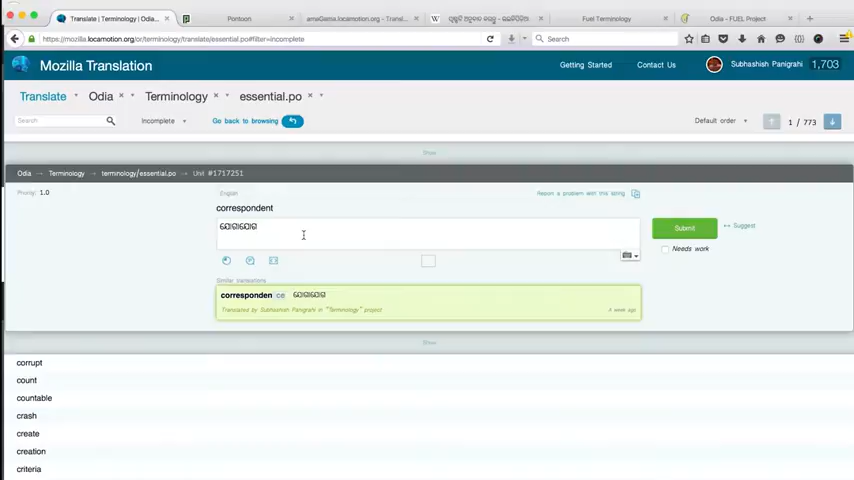 Translate | Terminology | Odia...
Pontoon
amaGama.locamotion.org - Transl...
Fuel Terminology
Odia - FUEL Project
https://mozilla.locamotion.org/or/terminology/translate/essential.po#filter=incomplete
Search
Mozilla Translation
Getting Started
Contact Us
Subhashish Panigrahi
1,703
Translate
Odia
Terminology
essential.po
Search
Incomplete
Go back to browsing
Default order
1 / 773
Show
Odia → Terminology → terminology/essential.po → Unit #1717251
Priority: 1.0
English
Report a problem with this string
correspondent
ଯୋଗାଯୋଗ
Submit
Suggest
Needs work
Similar translations
correspondence ଯୋଗାଯୋଗ
Translated by Subhashish Panigrahi in "Terminology" project
A week ago
Show
corrupt
count
countable
crash
create
creation
criteria